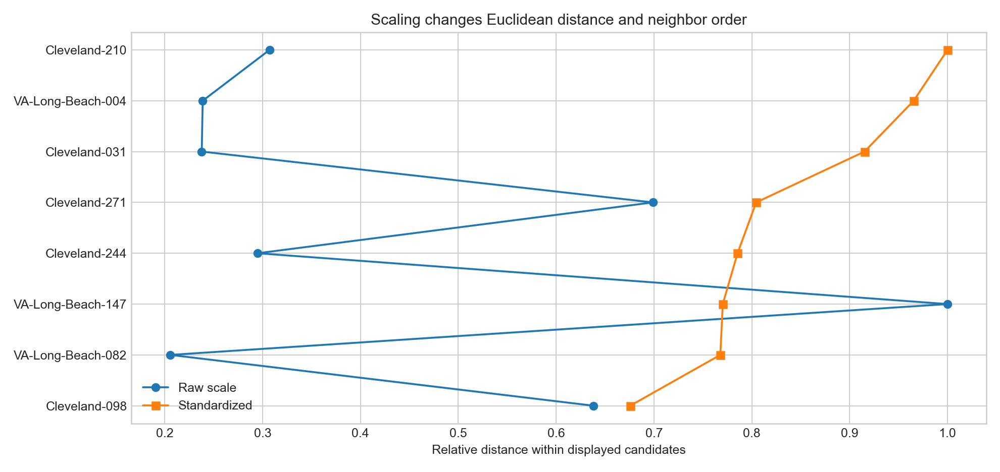 Scaling changes Euclidean distance and neighbor order
Cleveland-210
VA-Long-Beach-004
Cleveland-031
Cleveland-271
Cleveland-244
VA-Long-Beach-147
VA-Long-Beach-082
Cleveland-098
Raw scale
Standardized
0.2 0.3 0.4 0.5 0.6 0.7 0.8 0.9 1.0
Relative distance within displayed candidates